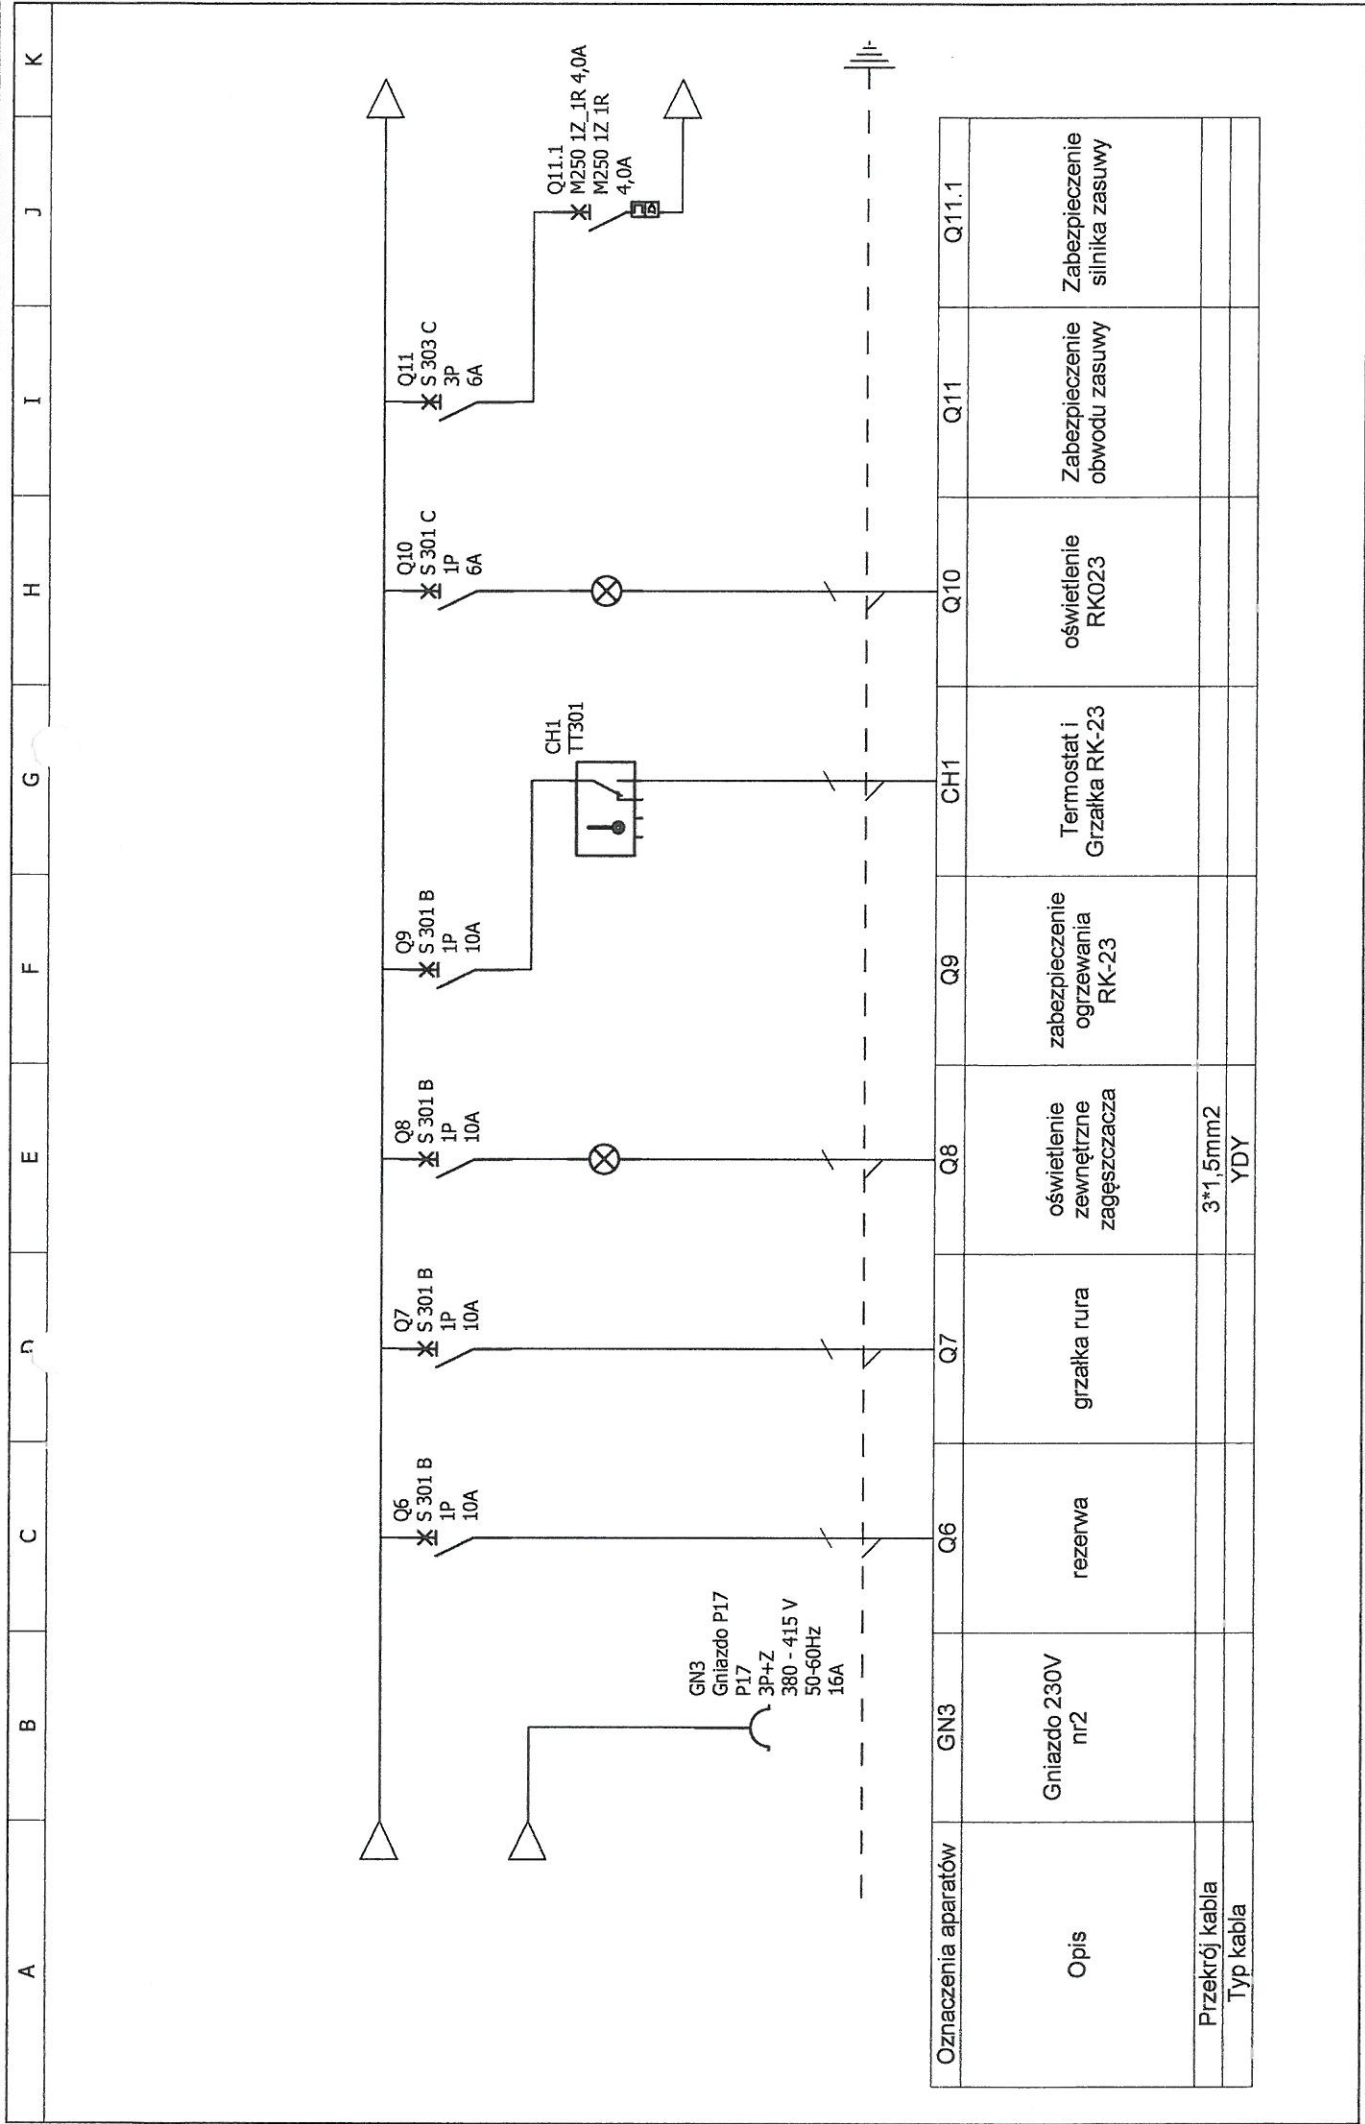 A
B
C
E
F
G
H
I
J
K
GN3
Gniazdo P17
P17
3P+Z
380 - 415 V
50-60Hz
16A
Q6
S 301 B
1P
10A
Q7
S 301 B
1P
10A
Q8
S 301 B
1P
10A
Q9
S 301 B
1P
10A
CH1
TT301
Q10
S 301 C
1P
6A
Q11
S 303 C
3P
6A
Q11.1
M250 1Z_1R 4,0A
M250 1Z 1R
4,0A
Oznaczenia aparatów
GN3
Q6
Q7
Q8
Q9
CH1
Q10
Q11
Q11.1
Opis
Gniazdo 230V
nr2
rezerwa
grzałka rura
oświetlenie
zewnętrzne
zagęszczacza
zabezpieczenie
ogrzewania
RK-23
Termostat i
Grzałka RK-23
oświetlenie
RK023
Zabezpieczenie
obwodu zasuwy
Zabezpieczenie
silnika zasuwy
Przekrój kabla
3*1,5mm2
Typ kabla
YDY